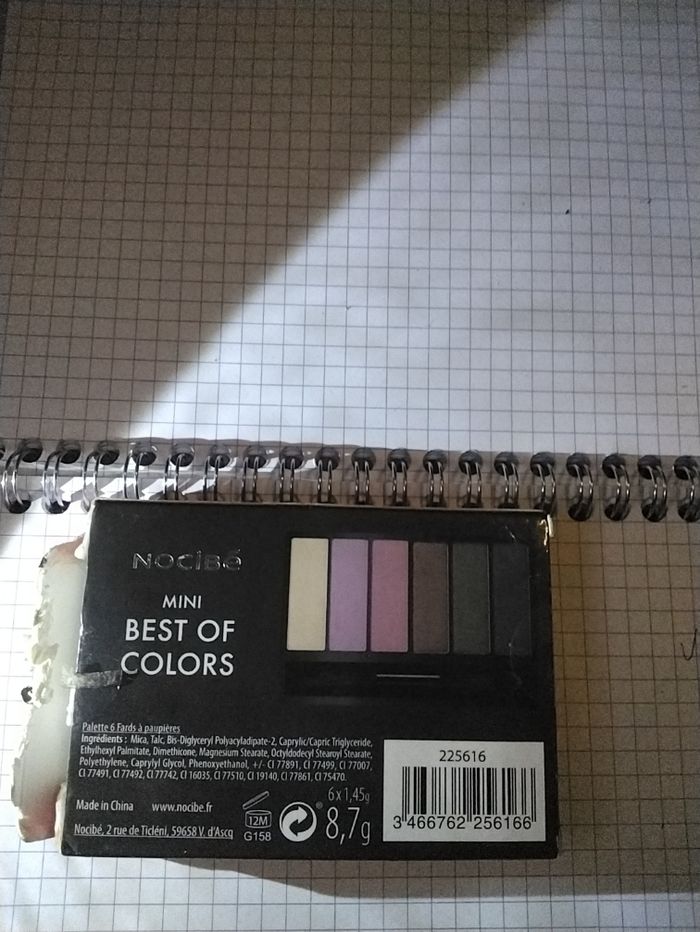 NOCIBÉ
MINI
BEST OF
COLORS
Palette 6 Fards à paupières
Ingrédients : Mica, Talc, Bis-Diglyceryl Polyacyladipate-2, Caprylic/Capric Triglyceride,
Ethylhexyl Palmitate, Dimethicone, Magnesium Stearate, Octyldodecyl Stearoyl Stearate,
Polyethylene, Caprylyl Glycol, Phenoxyethanol, +/- CI 77891, CI 77499, CI 77007,
CI 77491, CI 77492, CI 77742, CI 16035, CI 77510, CI 19140, CI 77861, CI 75470.
Made in China www.nocibe.fr
Nocibé, 2 rue de Ticléni, 59658 V. d'Ascq
12M
G158
6 x 1,45g
8,7g
225616
3 466762 256166